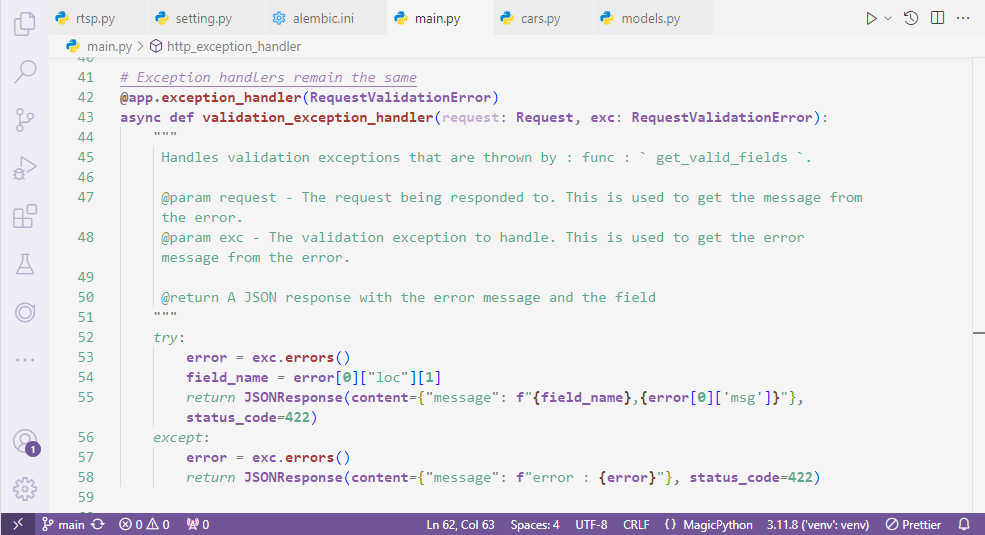 rtsp.py setting.py alembic.ini main.py cars.py models.py
main.py > http_exception_handler
40
41 # Exception handlers remain the same
42 @app.exception_handler(RequestValidationError)
43 async def validation_exception_handler(request: Request, exc: RequestValidationError):
44 """
45 Handles validation exceptions that are thrown by : func : ` get_valid_fields `.
46
47 @param request - The request being responded to. This is used to get the message from
the error.
48 @param exc - The validation exception to handle. This is used to get the error
message from the error.
49
50 @return A JSON response with the error message and the field
51 """
52 try:
53 error = exc.errors()
54 field_name = error[0]["loc"][1]
55 return JSONResponse(content={"message": f"{field_name},{error[0]['msg']}"},
status_code=422)
56 except:
57 error = exc.errors()
58 return JSONResponse(content={"message": f"error : {error}"}, status_code=422)
59
1
main 0 0 0 Ln 62, Col 63 Spaces: 4 UTF-8 CRLF {} MagicPython 3.11.8 ('venv': venv) Prettier